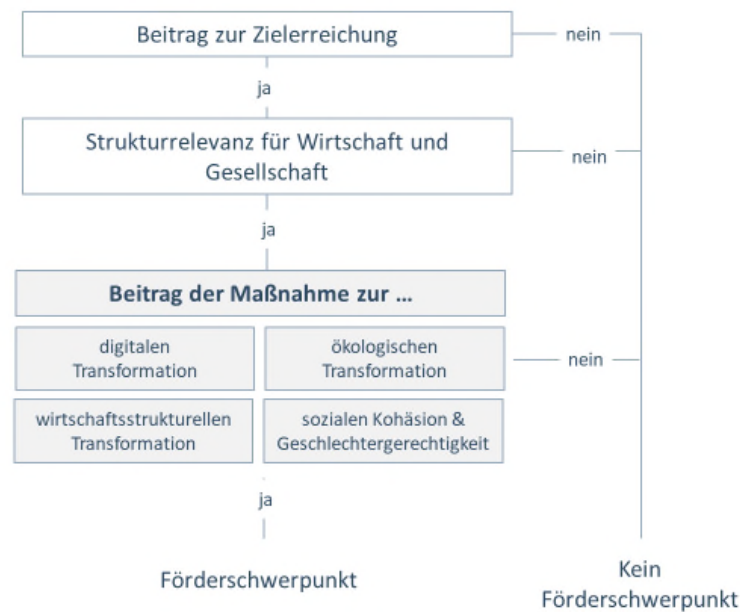 Beitrag zur Zielerreichung
nein
ja
Strukturrelevanz für Wirtschaft und
Gesellschaft
nein
ja
Beitrag der Maßnahme zur ...
digitalen
Transformation
ökologischen
Transformation
nein
wirtschaftsstrukturellen
Transformation
sozialen Kohäsion &
Geschlechtergerechtigkeit
ja
Förderschwerpunkt
Kein
Förderschwerpunkt